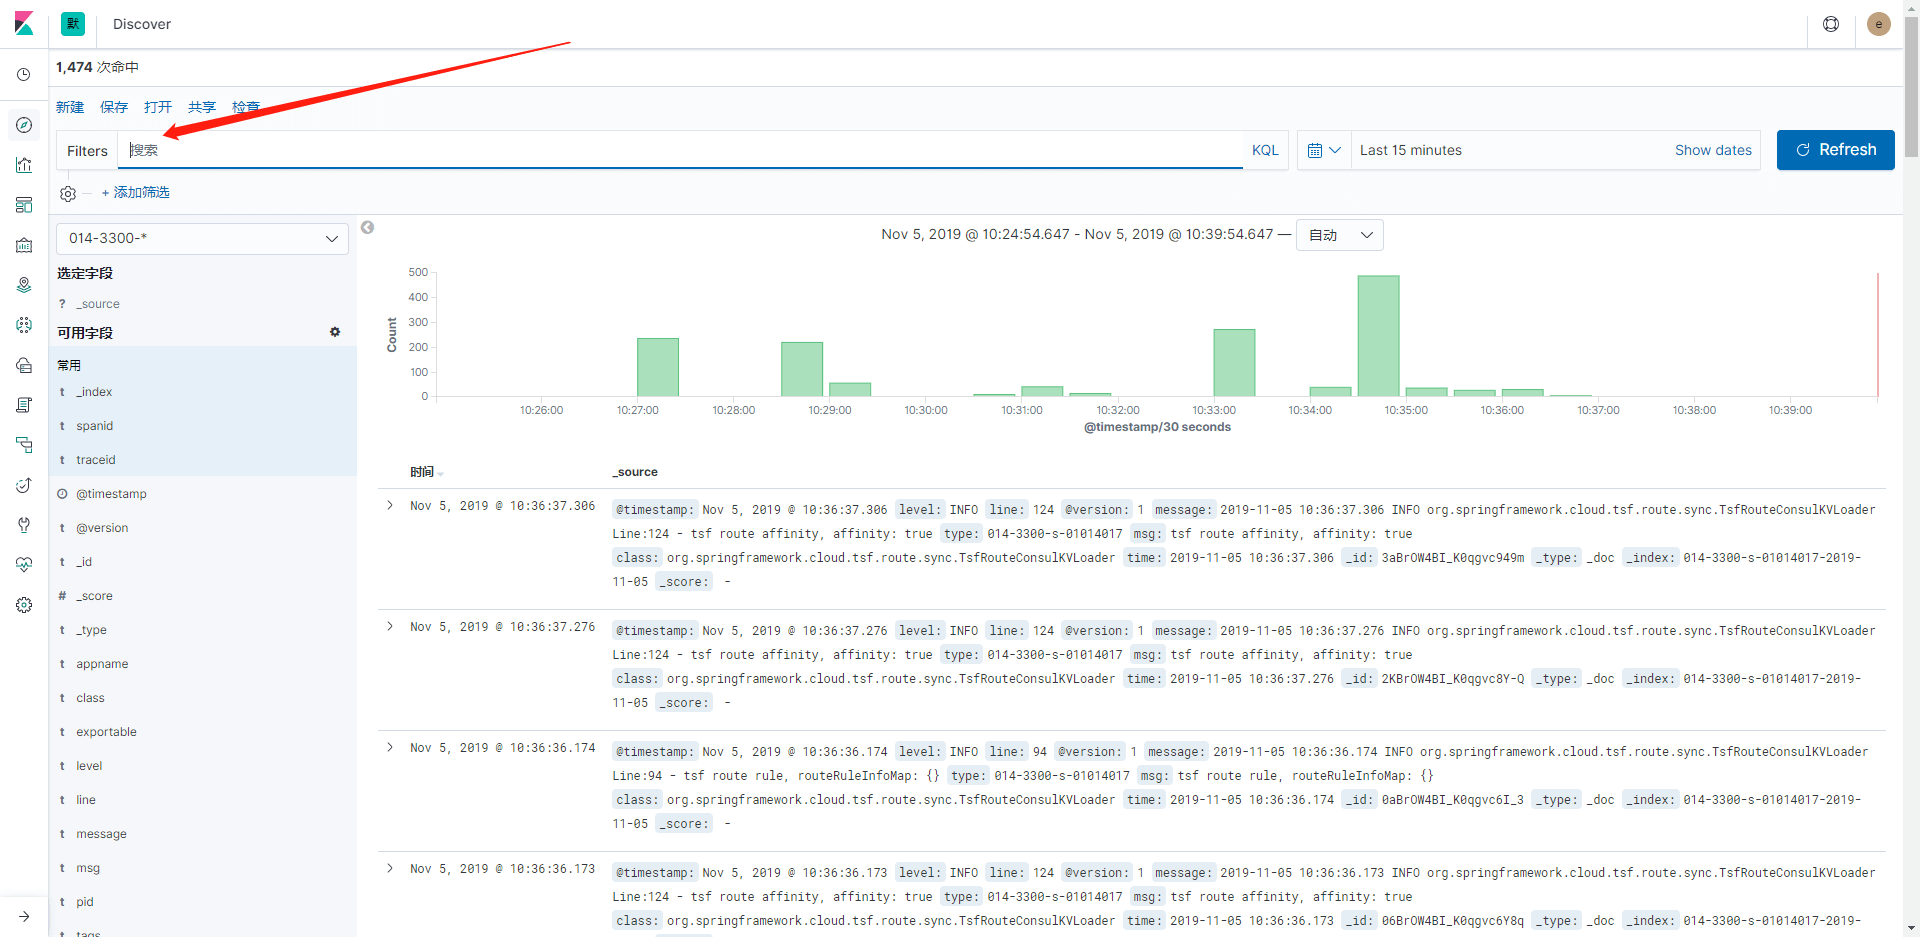 默 Discover e
1,474 次命中
新建 保存 打开 共享 检查
Filters 搜索 KQL Last 15 minutes Show dates Refresh
+ 添加筛选
014-3300-*
选定字段
? _source
可用字段
常用
t _index
t spanid
t traceid
@timestamp
t @version
t _id
# _score
t _type
t appname
t class
t exportable
t level
t line
t message
t msg
t pid
t tags
Nov 5, 2019 @ 10:24:54.647 - Nov 5, 2019 @ 10:39:54.647 — 自动
500
400
300
200
100
0
Count
10:26:00 10:27:00 10:28:00 10:29:00 10:30:00 10:31:00 10:32:00 10:33:00 10:34:00 10:35:00 10:36:00 10:37:00 10:38:00 10:39:00
@timestamp/30 seconds
时间 _source
Nov 5, 2019 @ 10:36:37.306 @timestamp: Nov 5, 2019 @ 10:36:37.306 level: INFO line: 124 @version: 1 message: 2019-11-05 10:36:37.306 INFO org.springframework.cloud.tsf.route.sync.TsfRouteConsulKVLoader
Line:124 - tsf route affinity, affinity: true type: 014-3300-s-01014017 msg: tsf route affinity, affinity: true
class: org.springframework.cloud.tsf.route.sync.TsfRouteConsulKVLoader time: 2019-11-05 10:36:37.306 _id: 3aBrOW4BI_K0qgvc949m _type: _doc _index: 014-3300-s-01014017-2019-
11-05 _score: -
Nov 5, 2019 @ 10:36:37.276 @timestamp: Nov 5, 2019 @ 10:36:37.276 level: INFO line: 124 @version: 1 message: 2019-11-05 10:36:37.276 INFO org.springframework.cloud.tsf.route.sync.TsfRouteConsulKVLoader
Line:124 - tsf route affinity, affinity: true type: 014-3300-s-01014017 msg: tsf route affinity, affinity: true
class: org.springframework.cloud.tsf.route.sync.TsfRouteConsulKVLoader time: 2019-11-05 10:36:37.276 _id: 2KBrOW4BI_K0qgvc8Y-Q _type: _doc _index: 014-3300-s-01014017-2019-
11-05 _score: -
Nov 5, 2019 @ 10:36:36.174 @timestamp: Nov 5, 2019 @ 10:36:36.174 level: INFO line: 94 @version: 1 message: 2019-11-05 10:36:36.174 INFO org.springframework.cloud.tsf.route.sync.TsfRouteConsulKVLoader
Line:94 - tsf route rule, routeRuleInfoMap: {} type: 014-3300-s-01014017 msg: tsf route rule, routeRuleInfoMap: {}
class: org.springframework.cloud.tsf.route.sync.TsfRouteConsulKVLoader time: 2019-11-05 10:36:36.174 _id: 0aBrOW4BI_K0qgvc6I_3 _type: _doc _index: 014-3300-s-01014017-2019-
11-05 _score: -
Nov 5, 2019 @ 10:36:36.173 @timestamp: Nov 5, 2019 @ 10:36:36.173 level: INFO line: 124 @version: 1 message: 2019-11-05 10:36:36.173 INFO org.springframework.cloud.tsf.route.sync.TsfRouteConsulKVLoader
Line:124 - tsf route affinity, affinity: true type: 014-3300-s-01014017 msg: tsf route affinity, affinity: true
class: org.springframework.cloud.tsf.route.sync.TsfRouteConsulKVLoader time: 2019-11-05 10:36:36.173 _id: 06BrOW4BI_K0qgvc6Y8q _type: _doc _index: 014-3300-s-01014017-2019-